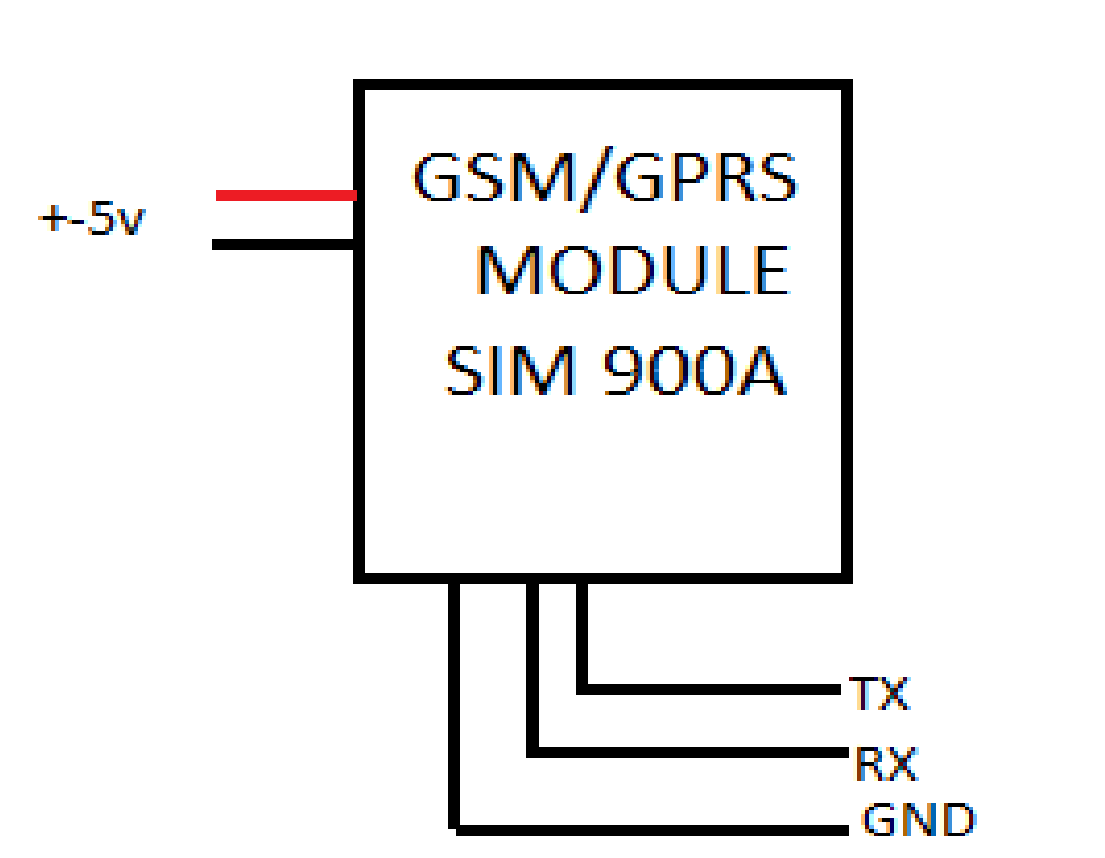 GSM/GPRS
+-5v
MODULE
SIM 900A
TX
RX
GND